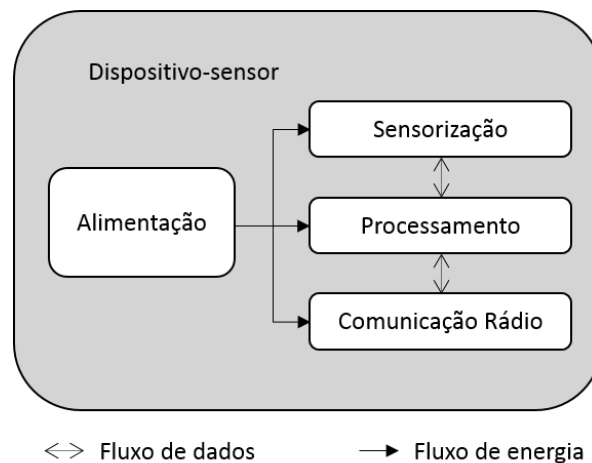 Dispositivo-sensor
Sensorização
Alimentação
Processamento
Comunicação Rádio
Fluxo de dados
Fluxo de energia